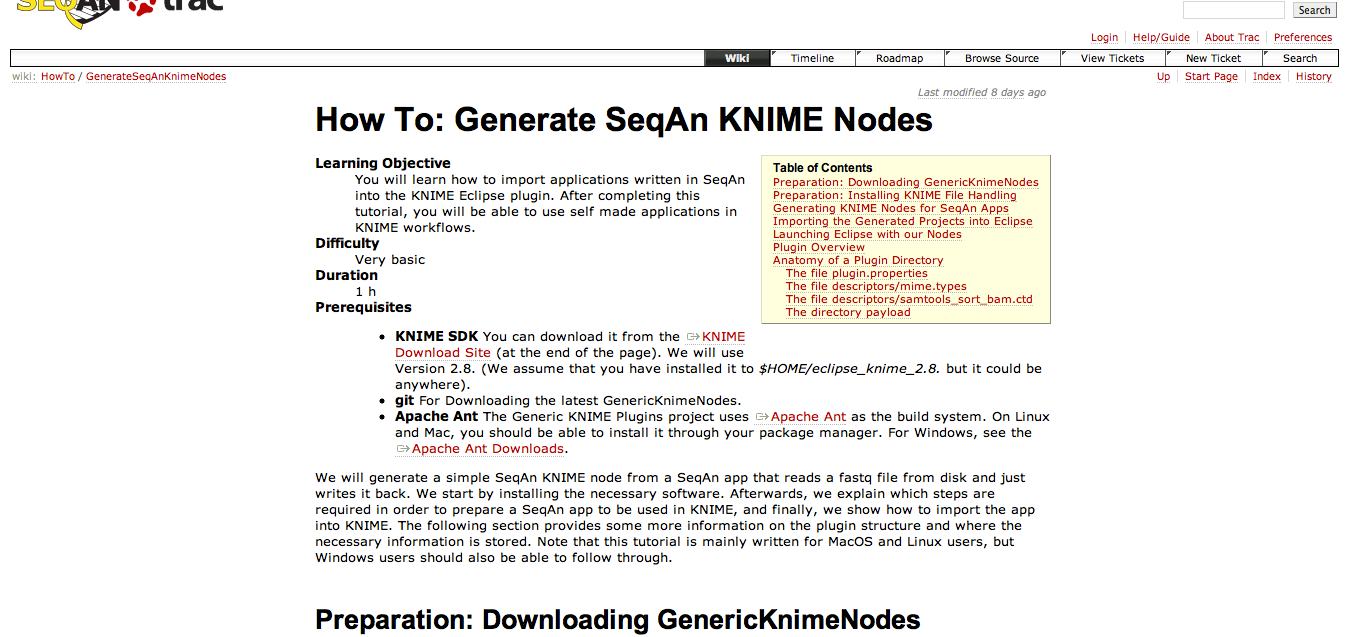 SEQAN trac
Search
Login Help/Guide About Trac Preferences
Wiki Timeline Roadmap Browse Source View Tickets New Ticket Search
wiki: HowTo / GenerateSeqAnKnimeNodes
Up Start Page Index History
Last modified 8 days ago
How To: Generate SeqAn KNIME Nodes
Learning Objective
You will learn how to import applications written in SeqAn
into the KNIME Eclipse plugin. After completing this
tutorial, you will be able to use self made applications in
KNIME workflows.
Difficulty
Very basic
Duration
1 h
Prerequisites
Table of Contents
Preparation: Downloading GenericKnimeNodes
Preparation: Installing KNIME File Handling
Generating KNIME Nodes for SeqAn Apps
Importing the Generated Projects into Eclipse
Launching Eclipse with our Nodes
Plugin Overview
Anatomy of a Plugin Directory
The file plugin.properties
The file descriptors/mime.types
The file descriptors/samtools_sort_bam.ctd
The directory payload
• KNIME SDK You can download it from the KNIME
Download Site (at the end of the page). We will use
Version 2.8. (We assume that you have installed it to $HOME/eclipse_knime_2.8. but it could be
anywhere).
• git For Downloading the latest GenericKnimeNodes.
• Apache Ant The Generic KNIME Plugins project uses Apache Ant as the build system. On Linux
and Mac, you should be able to install it through your package manager. For Windows, see the
Apache Ant Downloads.
We will generate a simple SeqAn KNIME node from a SeqAn app that reads a fastq file from disk and just
writes it back. We start by installing the necessary software. Afterwards, we explain which steps are
required in order to prepare a SeqAn app to be used in KNIME, and finally, we show how to import the app
into KNIME. The following section provides some more information on the plugin structure and where the
necessary information is stored. Note that this tutorial is mainly written for MacOS and Linux users, but
Windows users should also be able to follow through.
Preparation: Downloading GenericKnimeNodes